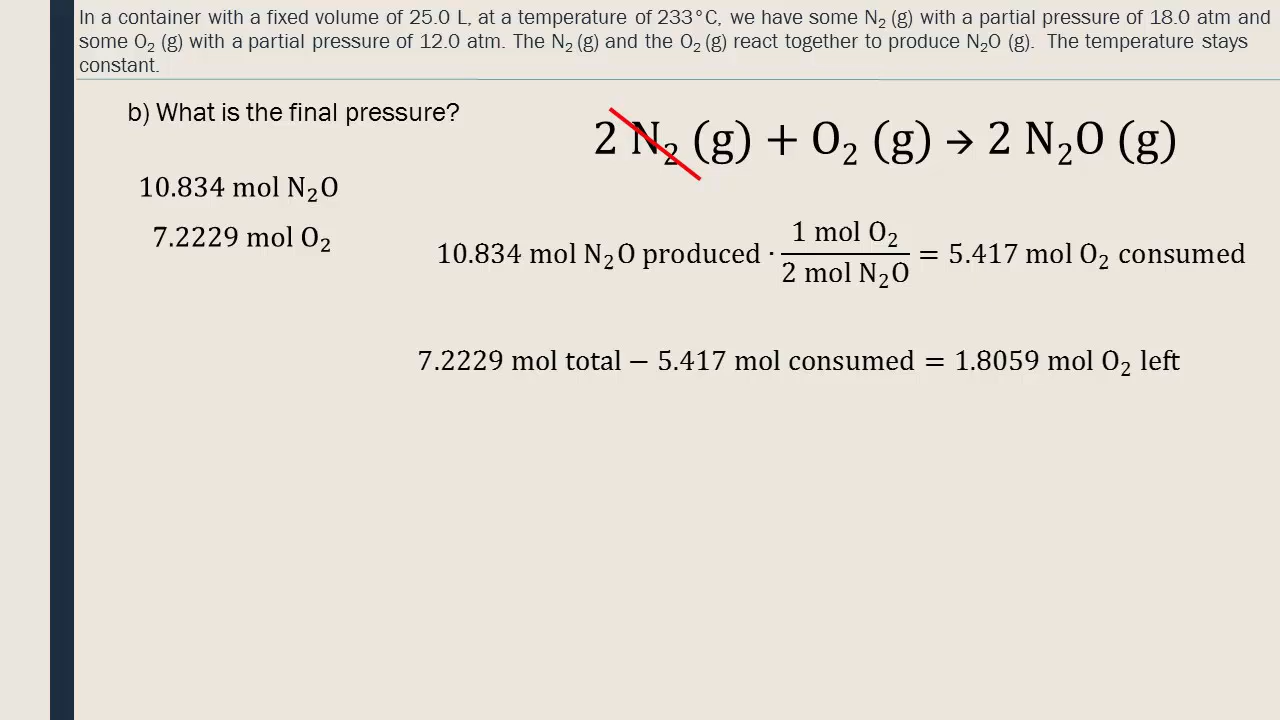 In a container with a fixed volume of 25.0 L, at a temperature of 233°C, we have some N₂ (g) with a partial pressure of 18.0 atm and
some O₂ (g) with a partial pressure of 12.0 atm. The N₂ (g) and the O₂ (g) react together to produce N₂O (g). The temperature stays
constant.
b) What is the final pressure?
2 N₂ (g) + O₂ (g) → 2 N₂O (g)
10.834 mol N₂O
7.2229 mol O₂
10.834 mol N₂O produced · 1 mol O₂ / 2 mol N₂O = 5.417 mol O₂ consumed
7.2229 mol total − 5.417 mol consumed = 1.8059 mol O₂ left